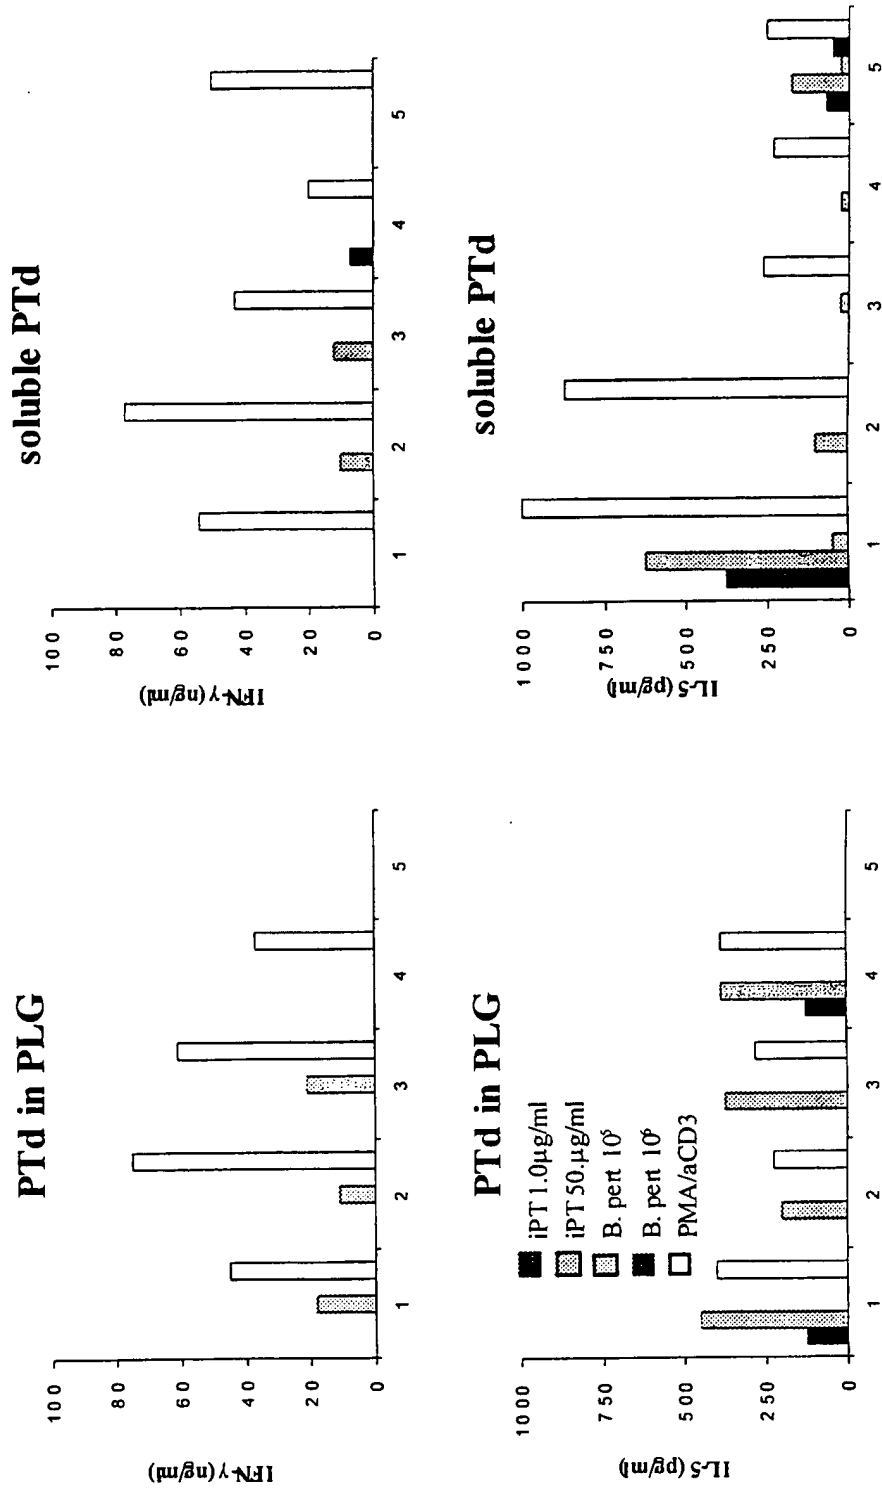 PTd in PLG
100
80
60
40
20
0
IFN-γ (ng/ml)
1 2 3 4 5
soluble PTd
100
80
60
40
20
0
IFN-γ (ng/ml)
1 2 3 4 5
PTd in PLG
iPT 1.0µg/ml
iPT 50.µg/ml
B. pert 10⁵
B. pert 10⁶
PMA/aCD3
1000
750
500
250
0
IL-5 (pg/ml)
1 2 3 4 5
soluble PTd
1000
750
500
250
0
IL-5 (pg/ml)
1 2 3 4 5